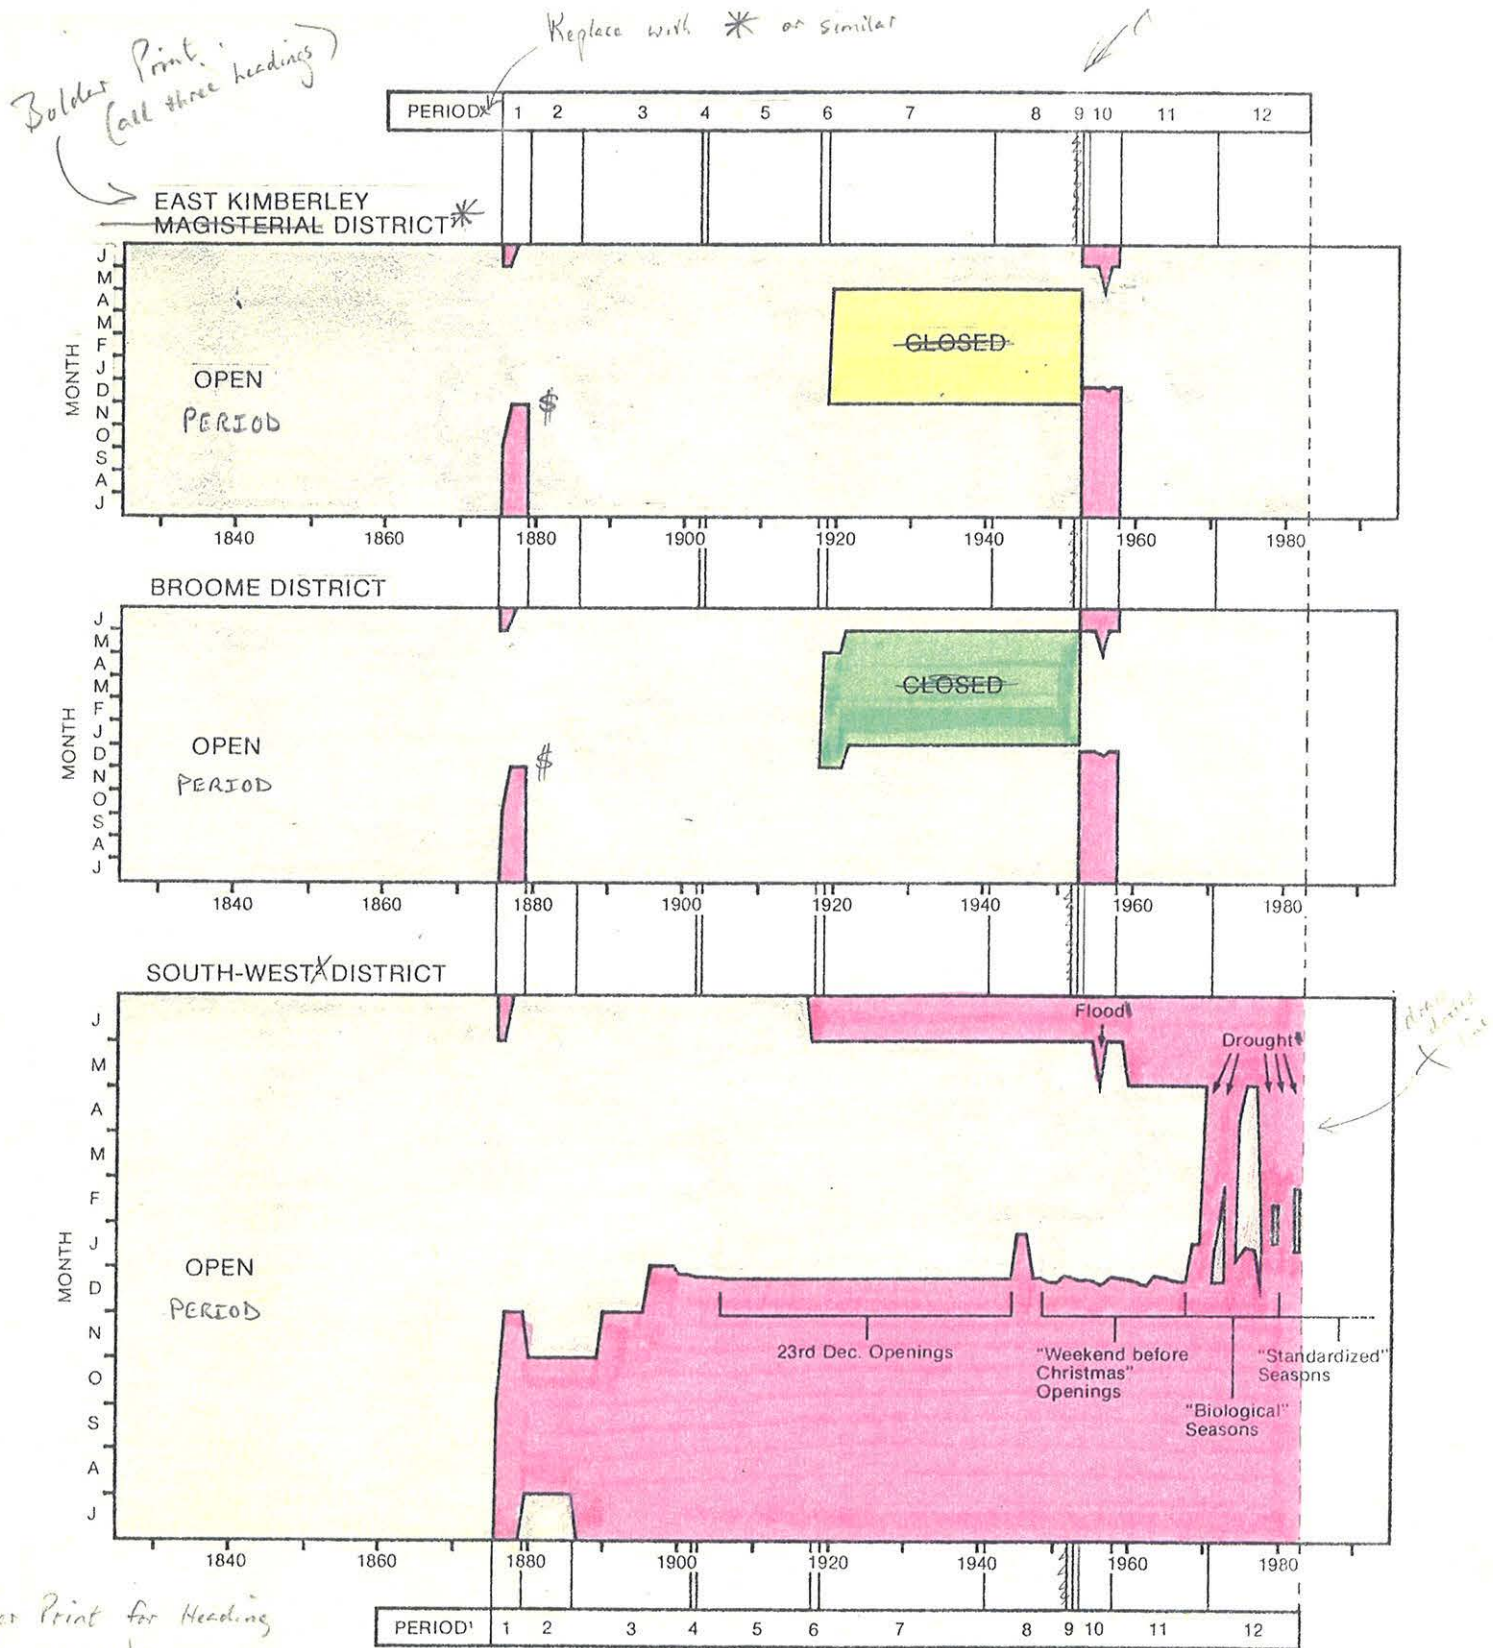 Replace with * or similar
Bolder Print.
(all three headings)
PERIOD 1 2 3 4 5 6 7 8 9 10 11 12
EAST KIMBERLEY
MAGISTERIAL DISTRICT *
MONTH
J
M
A
M
F
J
D
N
O
S
A
J
OPEN
PERIOD
$
CLOSED
1840 1860 1880 1900 1920 1940 1960 1980
BROOME DISTRICT
MONTH
J
M
A
M
F
J
D
N
O
S
A
J
OPEN
PERIOD
$
CLOSED
1840 1860 1880 1900 1920 1940 1960 1980
SOUTH-WEST DISTRICT
MONTH
J
M
A
M
F
J
D
N
O
S
A
J
Flood
Drought
X
OPEN
PERIOD
23rd Dec. Openings
"Weekend before
Christmas"
Openings
"Standardized"
Seasons
"Biological"
Seasons
1840 1860 1880 1900 1920 1940 1960 1980
Print for Heading
PERIOD¹ 1 2 3 4 5 6 7 8 9 10 11 12